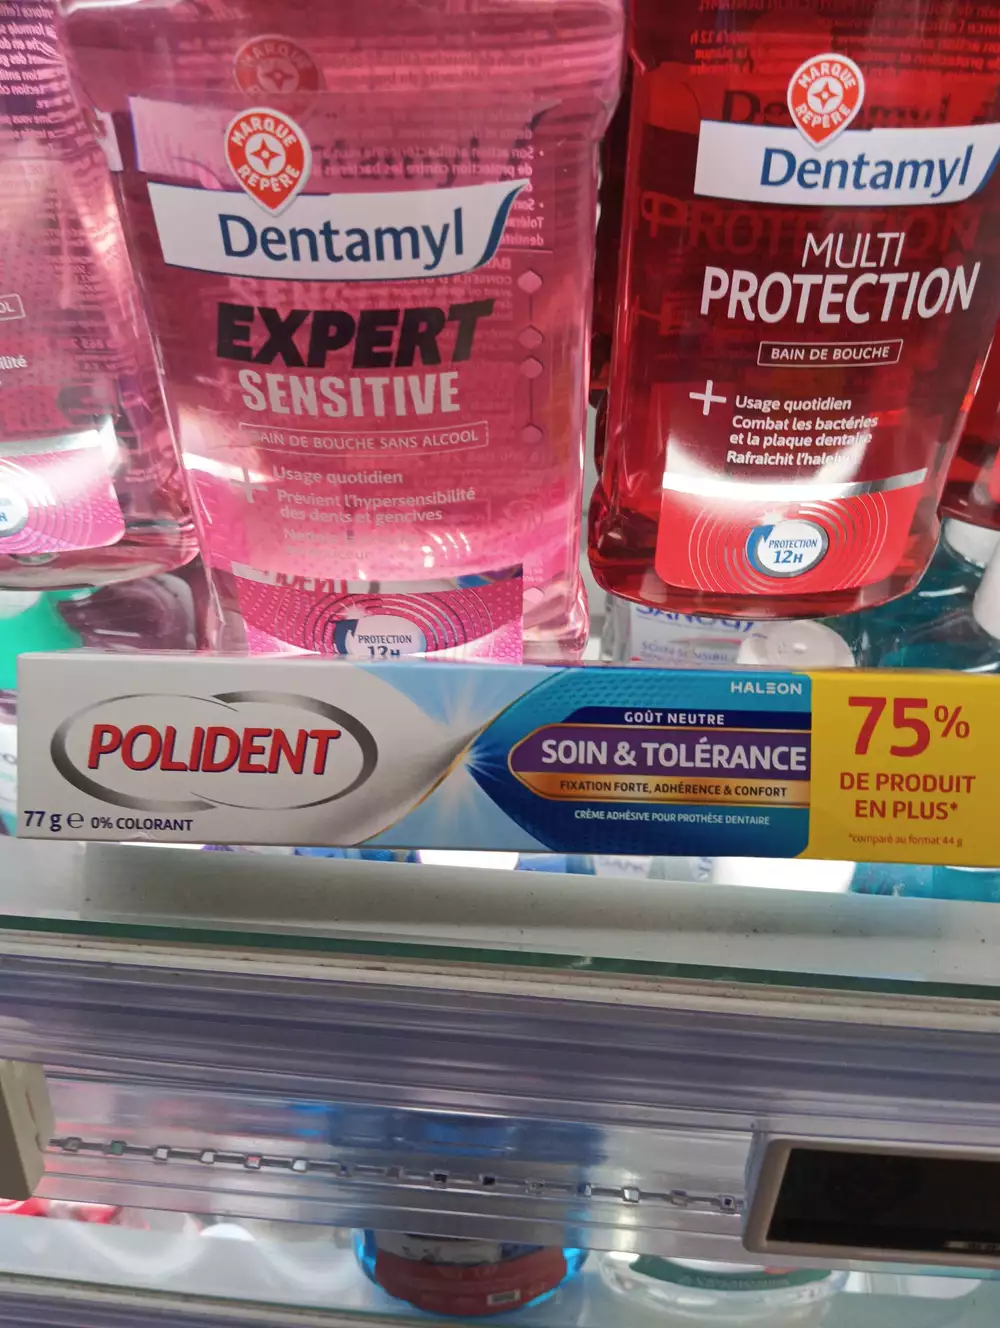 MARQUE
REPÈRE
Dentamyl
EXPERT
SENSITIVE
BAIN DE BOUCHE SANS ALCOOL
Usage quotidien
Prévient l'hypersensibilité
des dents et gencives
PROTECTION
12H
MARQUE
REPÈRE
Dentamyl
MULTI
PROTECTION
BAIN DE BOUCHE
+ Usage quotidien
Combat les bactéries
et la plaque dentaire
Rafraîchit l'haleine
PROTECTION
12H
POLIDENT
77 g e 0% COLORANT
HALEON
GOÛT NEUTRE
SOIN & TOLÉRANCE
FIXATION FORTE, ADHÉRENCE & CONFORT
CRÈME ADHÉSIVE POUR PROTHÈSE DENTAIRE
75%
DE PRODUIT
EN PLUS*
*comparé au format 44 g